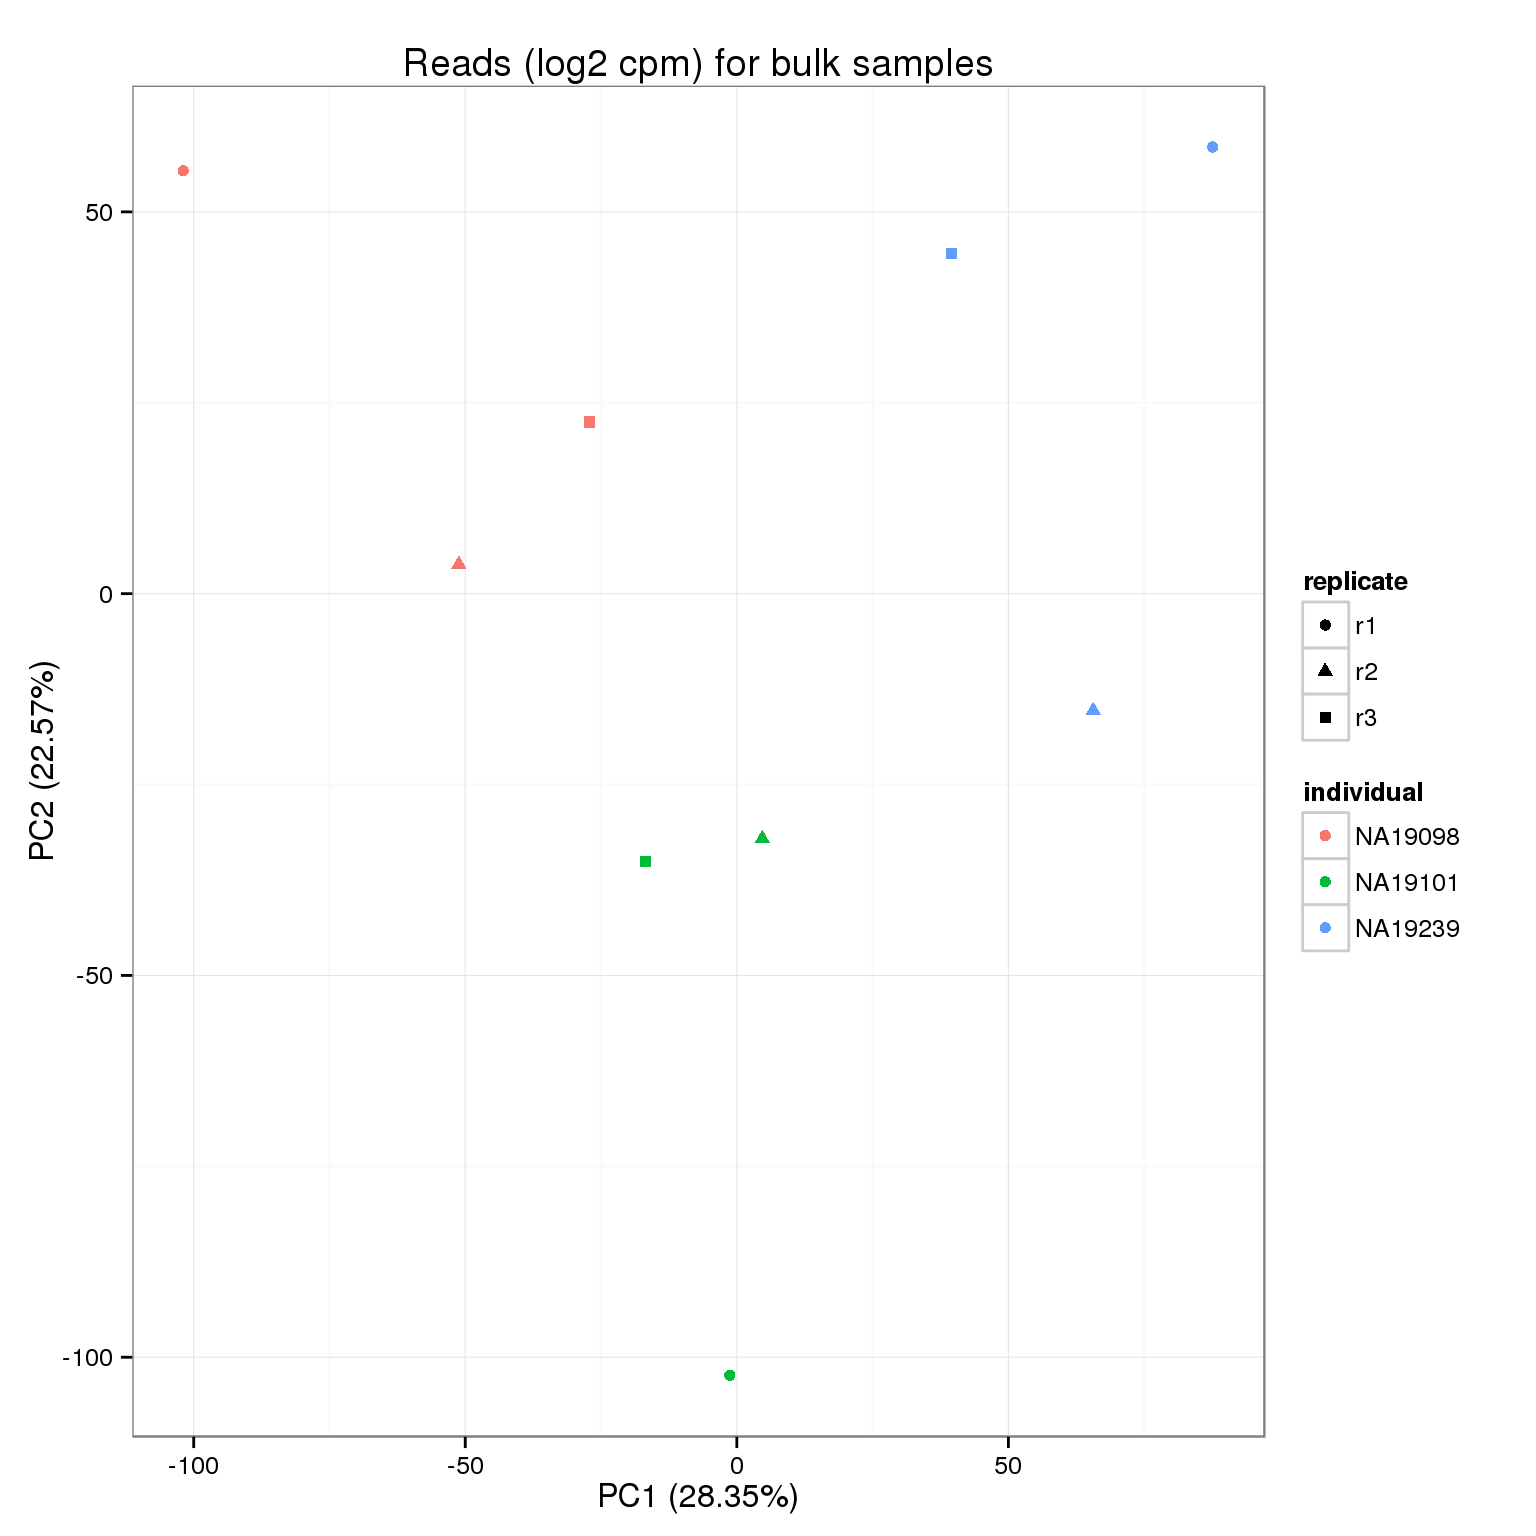 Reads (log2 cpm) for bulk samples
50
0
-50
-100
PC2 (22.57%)
-100
-50
0
50
PC1 (28.35%)
replicate
r1
r2
r3
individual
NA19098
NA19101
NA19239